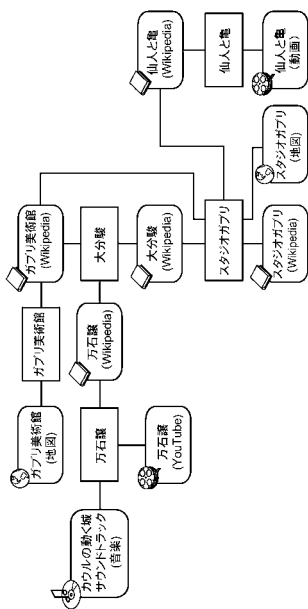 カウルの動く城
サウンドトラック
(音楽)
ガブリ美術館
(地図)
万石譲
万石譲
(YouTube)
ガブリ美術館
万石譲
(Wikipedia)
ガブリ美術館
(Wikipedia)
大分駿
大分駿
(Wikipedia)
スタジオガブリ
スタジオガブリ
(Wikipedia)
スタジオガブリ
(地図)
仙人と亀
(Wikipedia)
仙人と亀
仙人と亀
(動画)